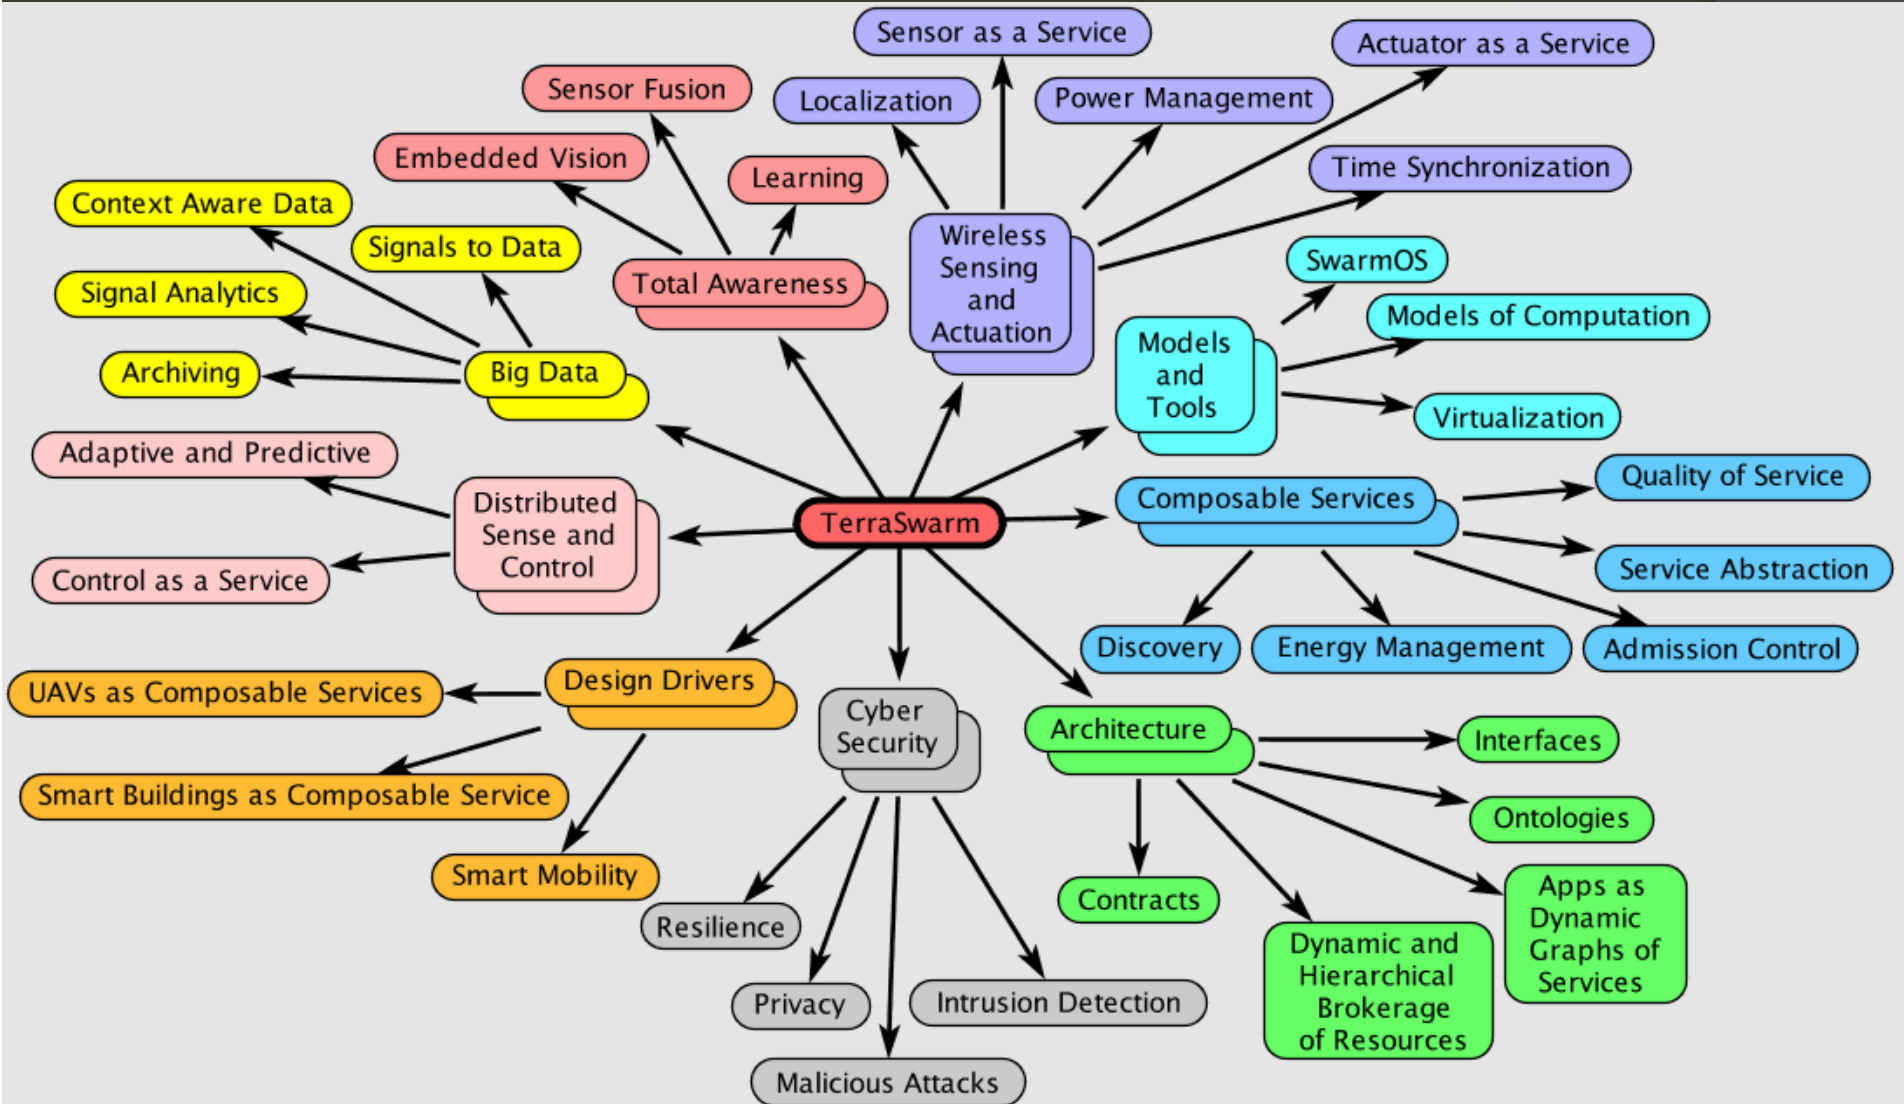 Sensor as a Service
Actuator as a Service
Sensor Fusion
Localization
Power Management
Embedded Vision
Learning
Time Synchronization
Context Aware Data
Signals to Data
Wireless
Sensing
and
Actuation
SwarmOS
Signal Analytics
Total Awareness
Models of Computation
Archiving
Big Data
Models
and
Tools
Virtualization
Adaptive and Predictive
Distributed
Sense and
Control
TerraSwarm
Composable Services
Quality of Service
Control as a Service
Service Abstraction
Discovery
Energy Management
Admission Control
UAVs as Composable Services
Design Drivers
Cyber
Security
Architecture
Interfaces
Smart Buildings as Composable Service
Ontologies
Smart Mobility
Resilience
Contracts
Apps as
Dynamic
Graphs of
Services
Dynamic and
Hierarchical
Brokerage
of Resources
Privacy
Intrusion Detection
Malicious Attacks